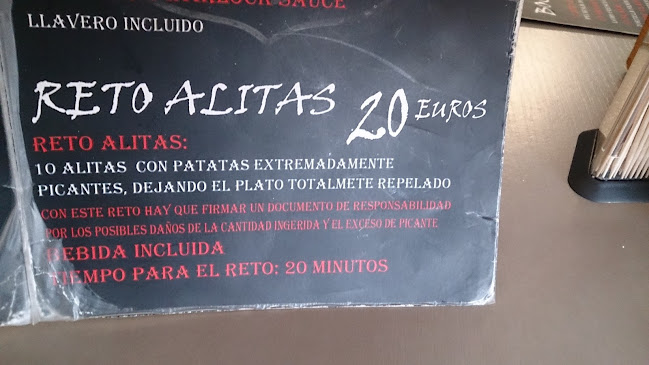 SAUCE
LLAVERO INCLUIDO
RETO ALITAS 20 EUROS
RETO ALITAS:
10 ALITAS CON PATATAS EXTREMADAMENTE
PICANTES, DEJANDO EL PLATO TOTALMETE REPELADO
CON ESTE RETO HAY QUE FIRMAR UN DOCUMENTO DE RESPONSABILIDAD
POR LOS POSIBLES DAÑOS DE LA CANTIDAD INGERIDA Y EL EXCESO DE PICANTE
BEBIDA INCLUIDA
TIEMPO PARA EL RETO: 20 MINUTOS